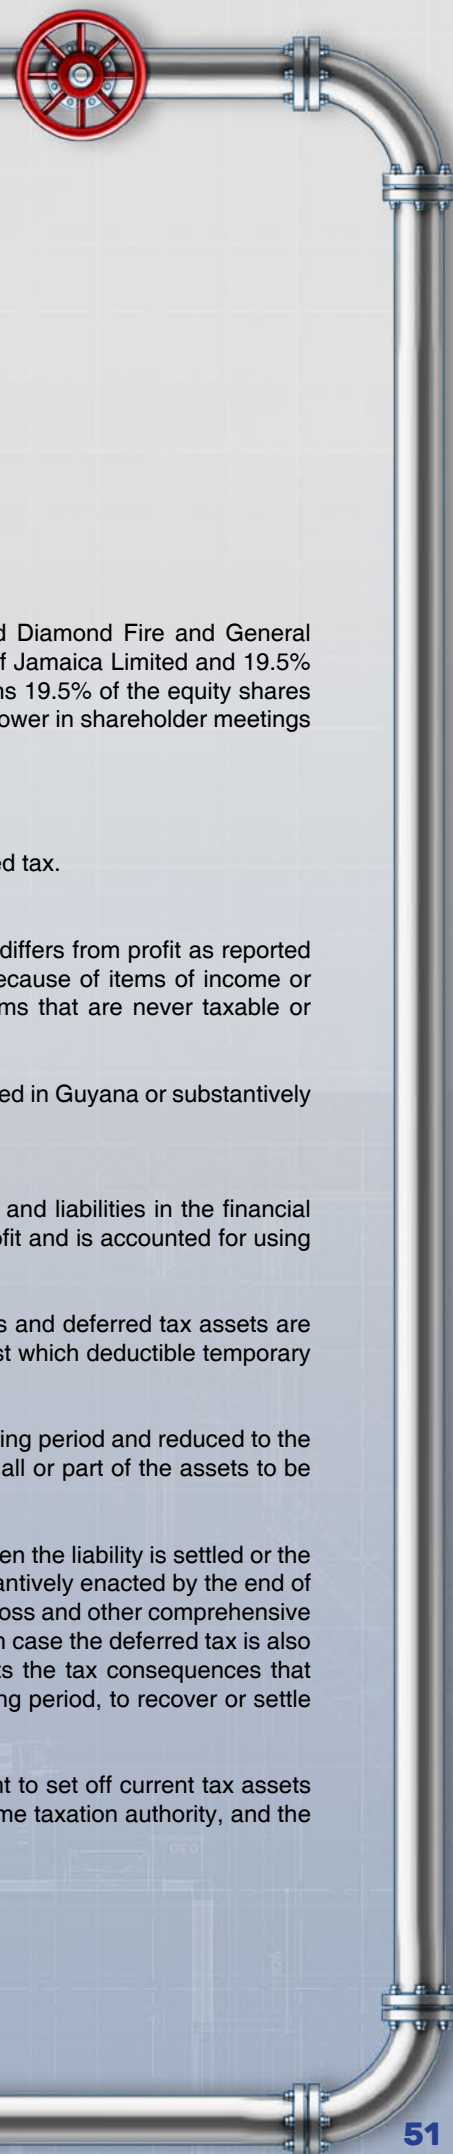 d Diamond Fire and General
f Jamaica Limited and 19.5%
ns 19.5% of the equity shares
ower in shareholder meetings
ed tax.
differs from profit as reported
ecause of items of income or
ms that are never taxable or
ed in Guyana or substantively
and liabilities in the financial
ofit and is accounted for using
s and deferred tax assets are
st which deductible temporary
ing period and reduced to the
all or part of the assets to be
en the liability is settled or the
antively enacted by the end of
oss and other comprehensive
h case the deferred tax is also
ts the tax consequences that
ng period, to recover or settle
nt to set off current tax assets
me taxation authority, and the
51